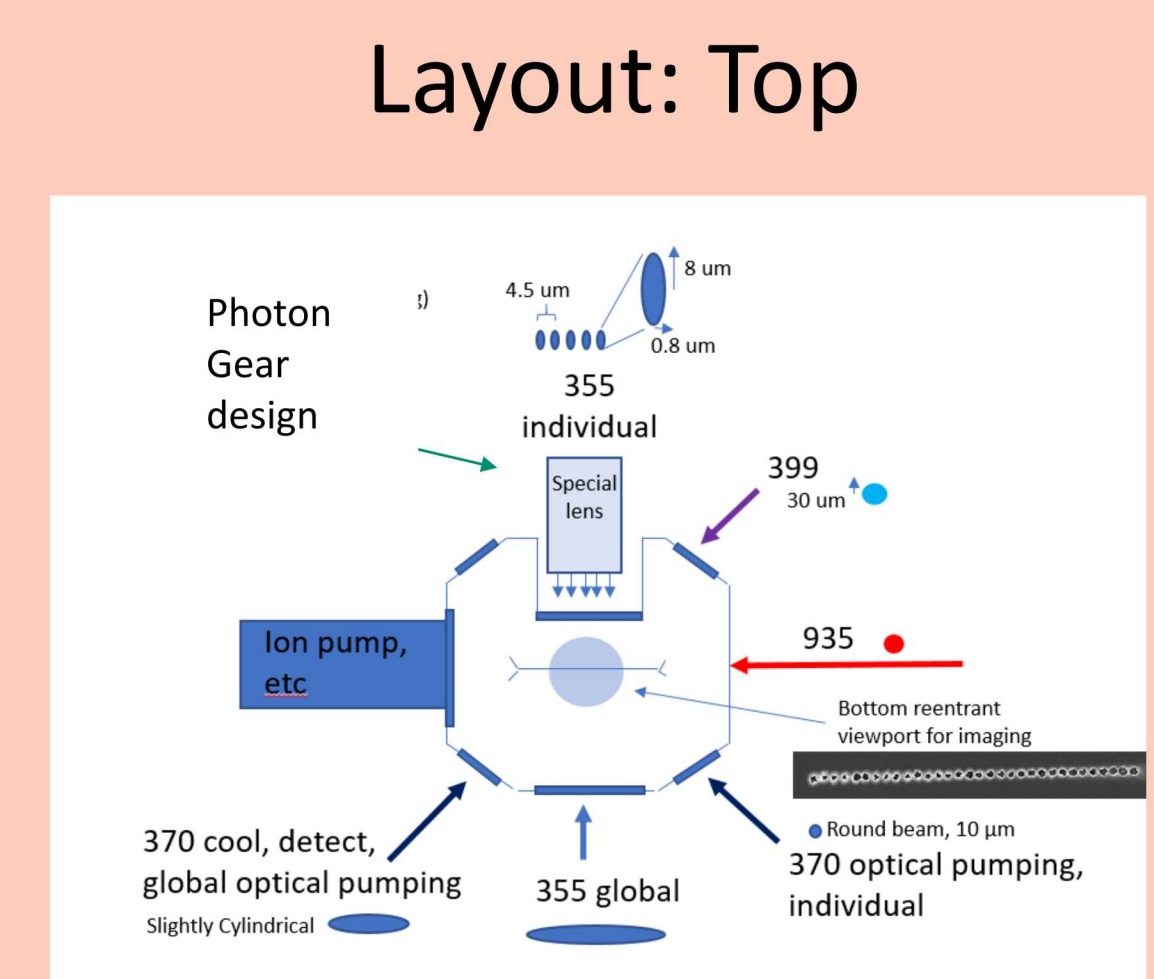 Layout: Top
Photon
Gear
design
g)
4.5 um
8 um
0.8 um
355
individual
Special
lens
399
30 um
935
Ion pump,
etc
Bottom reentrant
viewport for imaging
Round beam, 10 μm
370 optical pumping,
individual
370 cool, detect,
global optical pumping
Slightly Cylindrical
355 global